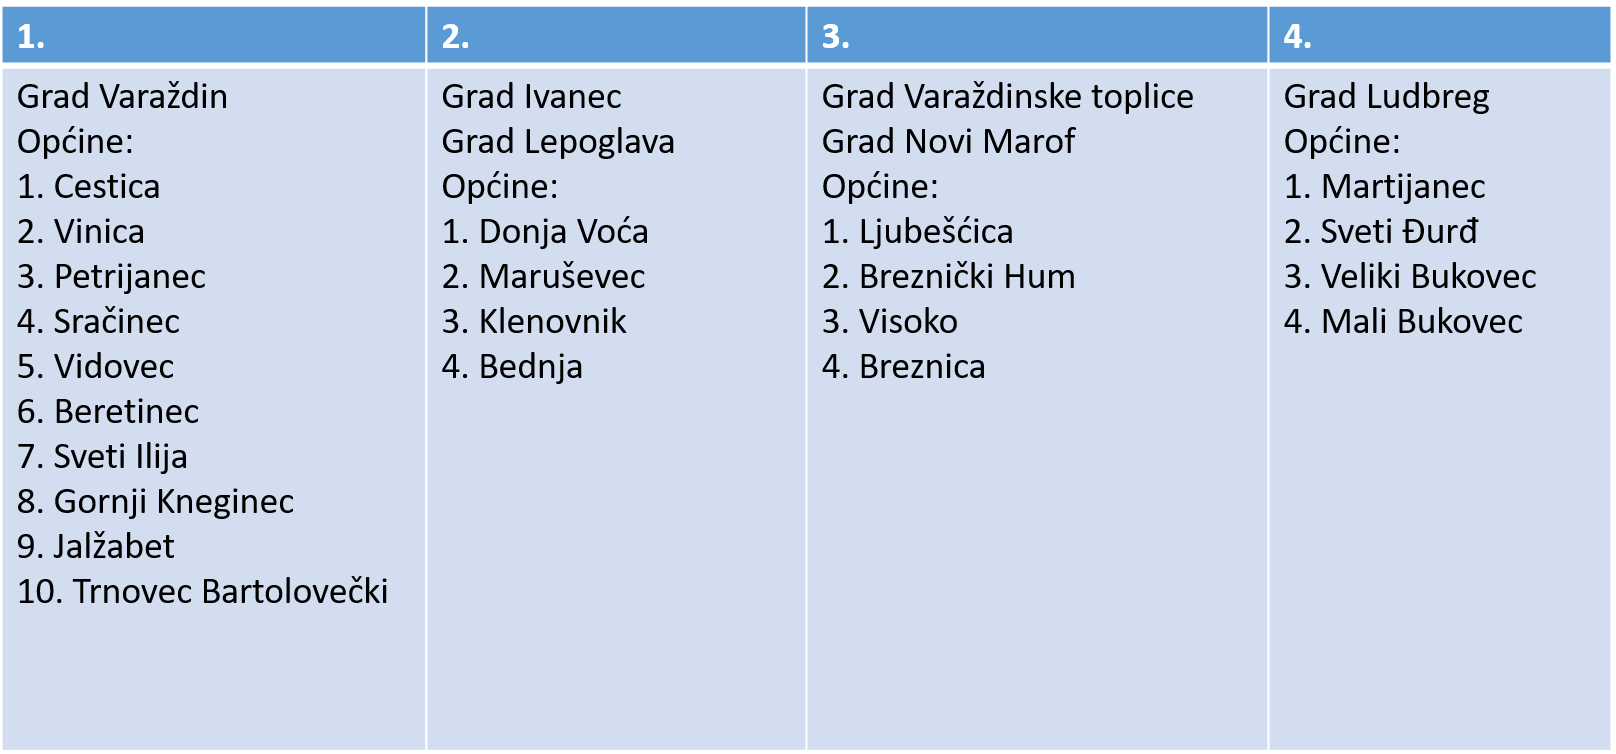 1.
Grad Varaždin
Općine:
1. Cestica
2. Vinica
3. Petrijanec
4. Sračinec
5. Vidovec
6. Beretinec
7. Sveti Ilija
8. Gornji Kneginec
9. Jalžabet
10. Trnovec Bartolovečki
2.
Grad Ivanec
Grad Lepoglava
Općine:
1. Donja Voća
2. Maruševec
3. Klenovnik
4. Bednja
3.
Grad Varaždinske toplice
Grad Novi Marof
Općine:
1. Ljubešćica
2. Breznički Hum
3. Visoko
4. Breznica
4.
Grad Ludbreg
Općine:
1. Martijanec
2. Sveti Đurđ
3. Veliki Bukovec
4. Mali Bukovec